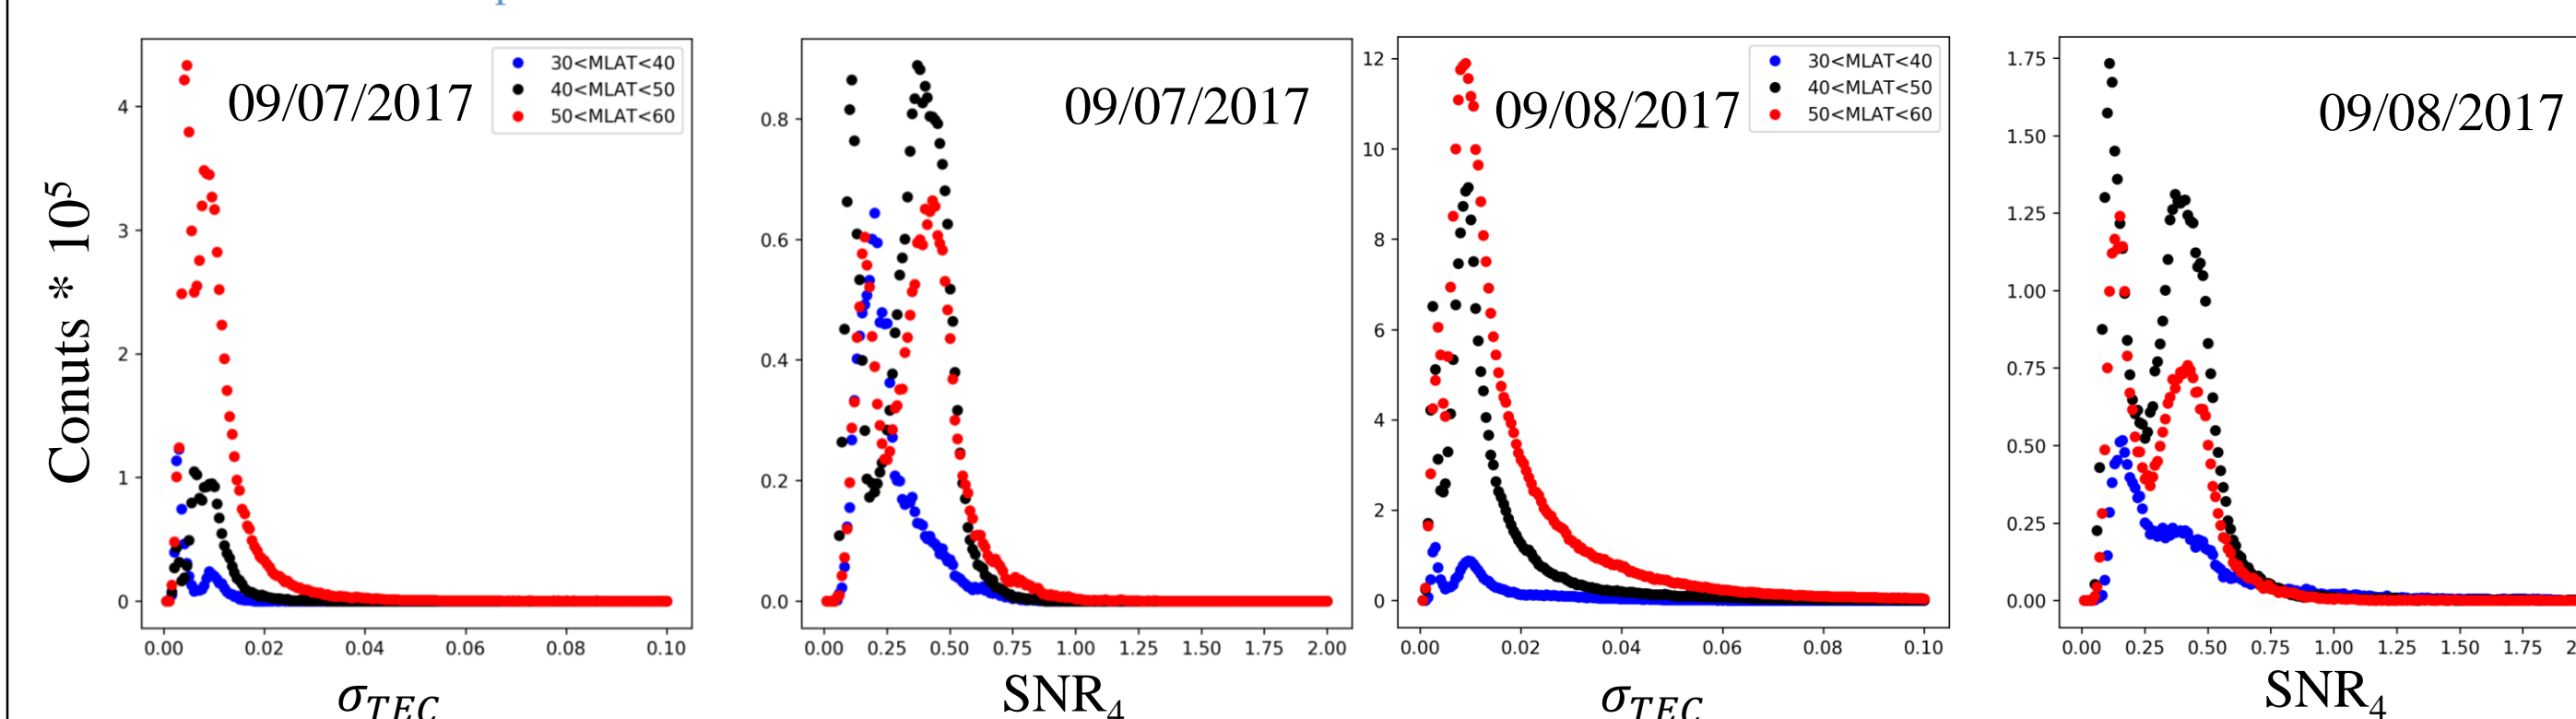 Conuts * 10⁵
09/07/2017
30<MLAT<40
40<MLAT<50
50<MLAT<60
4
3
2
1
0
0.00 0.02 0.04 0.06 0.08 0.10
σ_TEC
09/07/2017
0.8
0.6
0.4
0.2
0.0
0.00 0.25 0.50 0.75 1.00 1.25 1.50 1.75 2.00
SNR₄
09/08/2017
30<MLAT<40
40<MLAT<50
50<MLAT<60
12
10
8
6
4
2
0
0.00 0.02 0.04 0.06 0.08 0.10
σ_TEC
09/08/2017
1.75
1.50
1.25
1.00
0.75
0.50
0.25
0.00
0.00 0.25 0.50 0.75 1.00 1.25 1.50 1.75
SNR₄